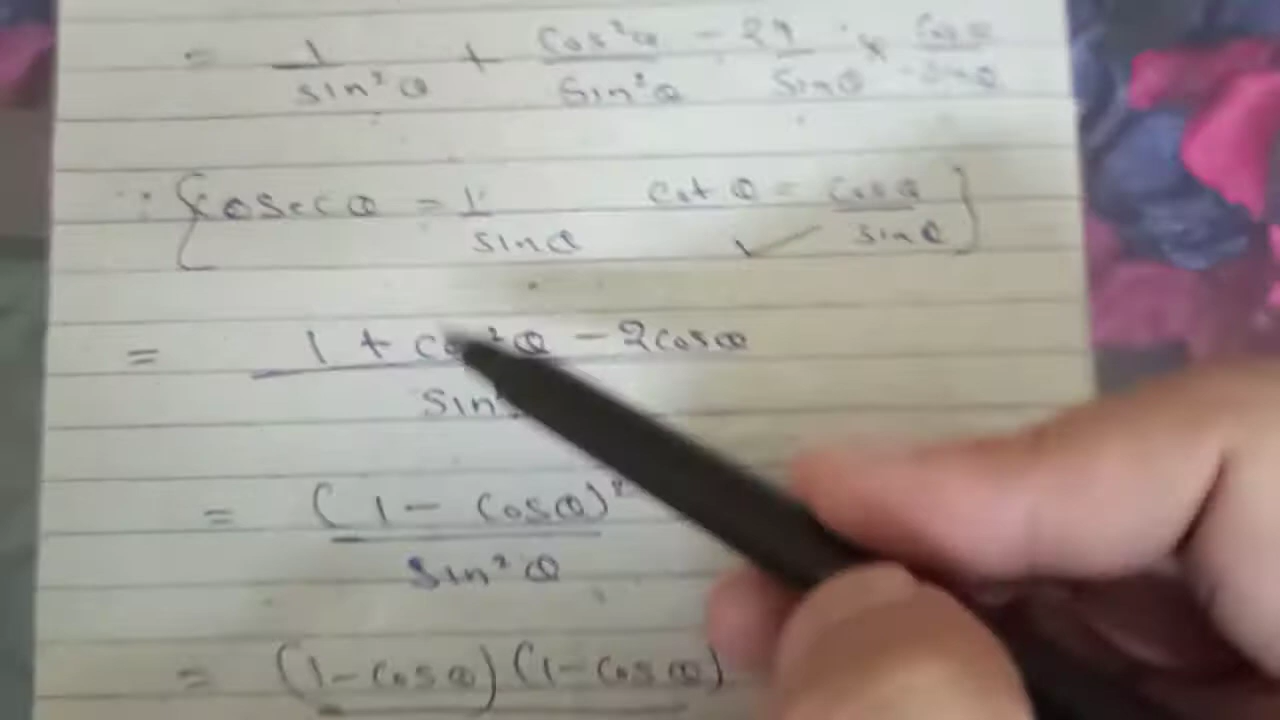 = 1/sin²θ + cos²θ/sin²θ - 2 1/sinθ × cosθ/sinθ
∵ {cosecθ = 1/sinθ cotθ = cosθ/sinθ}
= 1 + cos²θ - 2cosθ / sin²
= (1 - cosθ)² / sin²θ
= (1-cosθ)(1-cosθ)